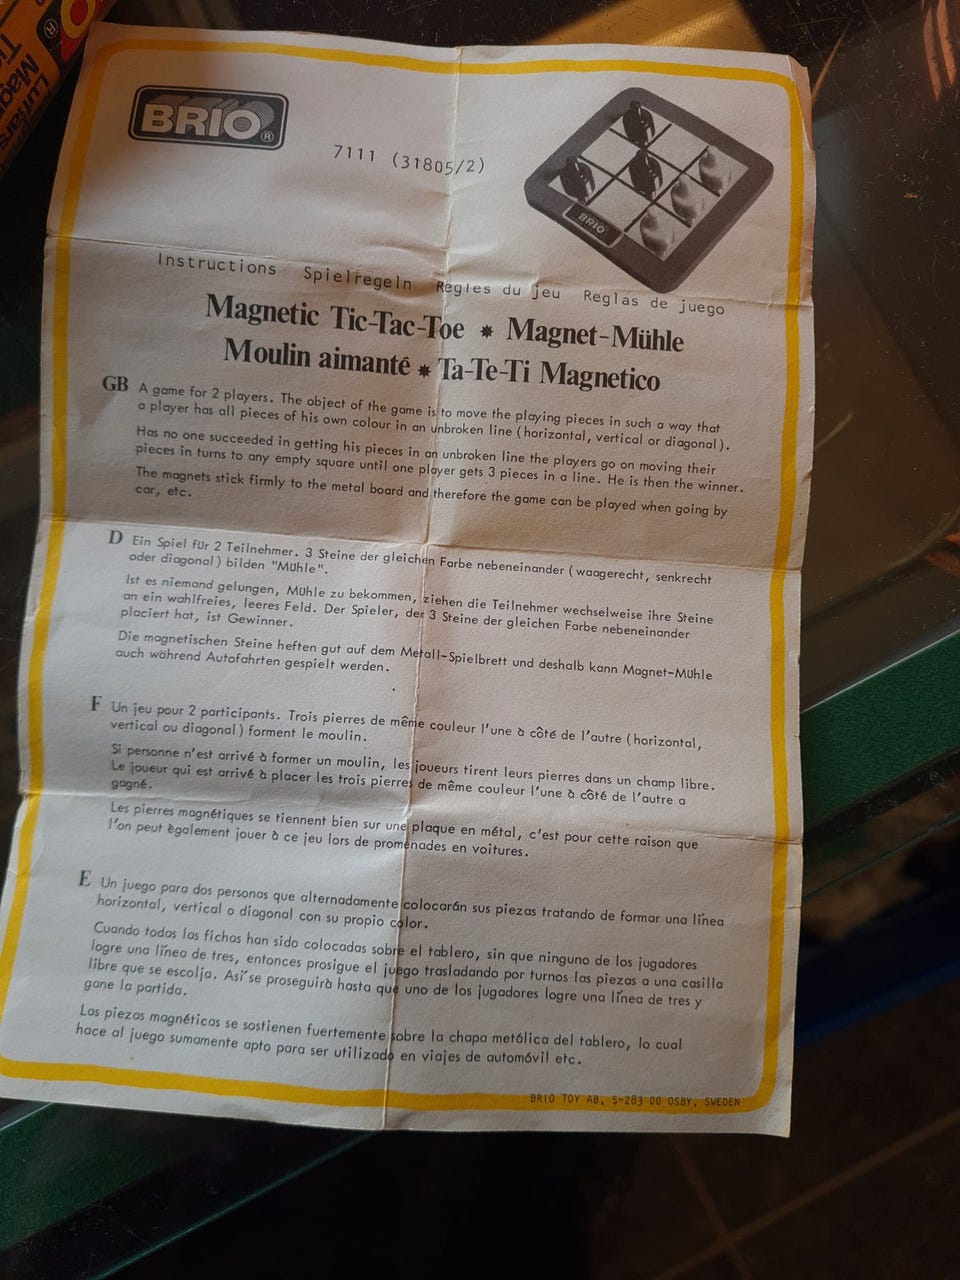 BRIO®
7111 (31805/2)
BRIO
Instructions Spielregeln Règles du jeu Reglas de juego
Magnetic Tic-Tac-Toe * Magnet-Mühle
Moulin aimanté * Ta-Te-Ti Magnetico
GB A game for 2 players. The object of the game is to move the playing pieces in such a way that
a player has all pieces of his own colour in an unbroken line (horizontal, vertical or diagonal).
Has no one succeeded in getting his pieces in an unbroken line the players go on moving their
pieces in turns to any empty square until one player gets 3 pieces in a line. He is then the winner.
The magnets stick firmly to the metal board and therefore the game can be played when going by
car, etc.
D Ein Spiel für 2 Teilnehmer. 3 Steine der gleichen Farbe nebeneinander (waagerecht, senkrecht
oder diagonal) bilden "Mühle".
Ist es niemand gelungen, Mühle zu bekommen, ziehen die Teilnehmer wechselweise ihre Steine
an ein wahlfreies, leeres Feld. Der Spieler, der 3 Steine der gleichen Farbe nebeneinander
placiert hat, ist Gewinner.
Die magnetischen Steine heften gut auf dem Metall-Spielbrett und deshalb kann Magnet-Mühle
auch während Autofahrten gespielt werden.
F Un jeu pour 2 participants. Trois pierres de même couleur l'une à côté de l'autre (horizontal,
vertical ou diagonal) forment le moulin.
Si personne n'est arrivé à former un moulin, les joueurs tirent leurs pierres dans un champ libre.
Le joueur qui est arrivé à placer les trois pierres de même couleur l'une à côté de l'autre a
gagné.
Les pierres magnétiques se tiennent bien sur une plaque en métal, c'est pour cette raison que
l'on peut ègalement jouer à ce jeu lors de promenades en voitures.
E Un juego para dos personas que alternadamente colocarán sus piezas tratando de formar una línea
horizontal, vertical o diagonal con su propio color.
Cuando todas las fichas han sido colocadas sobre el tablero, sin que ninguno de los jugadores
logre una línea de tres, entonces prosigue el juego trasladando por turnos las piezas a una casilla
libre que se escolja. Así se proseguirà hasta que uno de los jugadores logre una línea de tres y
gane la partida.
Las piezas magnéticas se sostienen fuertemente sobre la chapa metólica del tablero, lo cual
hace al juego sumamente apto para ser utilizado en viajes de automóvil etc.
BRIO TOY AB, S-283 00 OSBY, SWEDEN